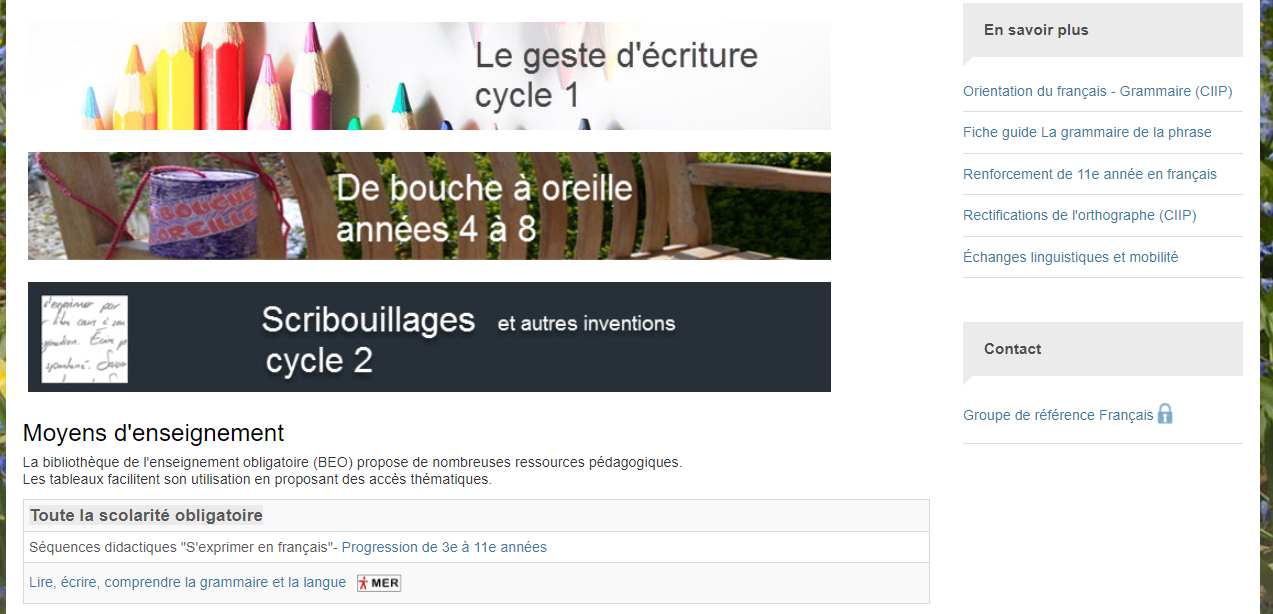 Le geste d'écriture
cycle 1
BOUCHE
OREILLE
De bouche à oreille
années 4 à 8
d'exprimer par
Scribouillages et autres inventions
cycle 2
Moyens d'enseignement
La bibliothèque de l'enseignement obligatoire (BEO) propose de nombreuses ressources pédagogiques.
Les tableaux facilitent son utilisation en proposant des accès thématiques.
Toute la scolarité obligatoire
Séquences didactiques "S'exprimer en français"- Progression de 3e à 11e années
Lire, écrire, comprendre la grammaire et la langue MER
En savoir plus
Orientation du français - Grammaire (CIIP)
Fiche guide La grammaire de la phrase
Renforcement de 11e année en français
Rectifications de l'orthographe (CIIP)
Échanges linguistiques et mobilité
Contact
Groupe de référence Français